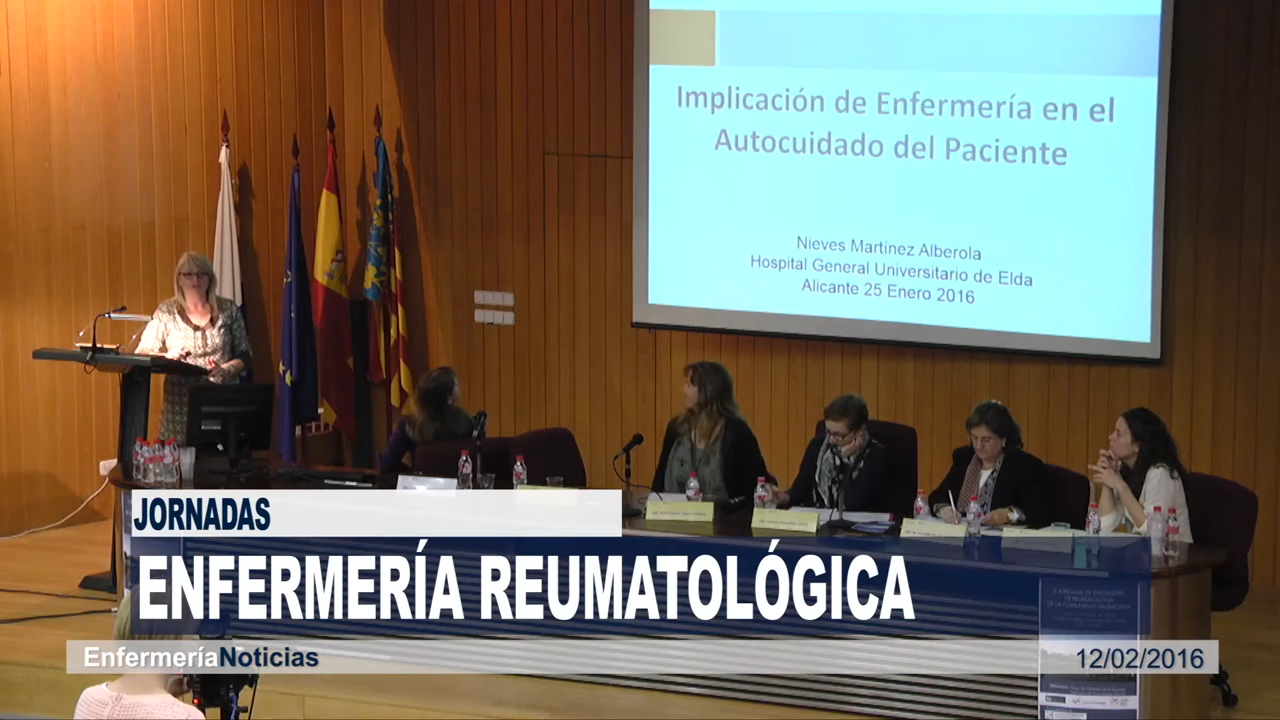 Implicación de Enfermería en el
Autocuidado del Paciente
Nieves Martínez Alberola
Hospital General Universitario de Elda
Alicante 25 Enero 2016
JORNADAS
ENFERMERÍA REUMATOLÓGICA
EnfermeríaNoticias
12/02/2016